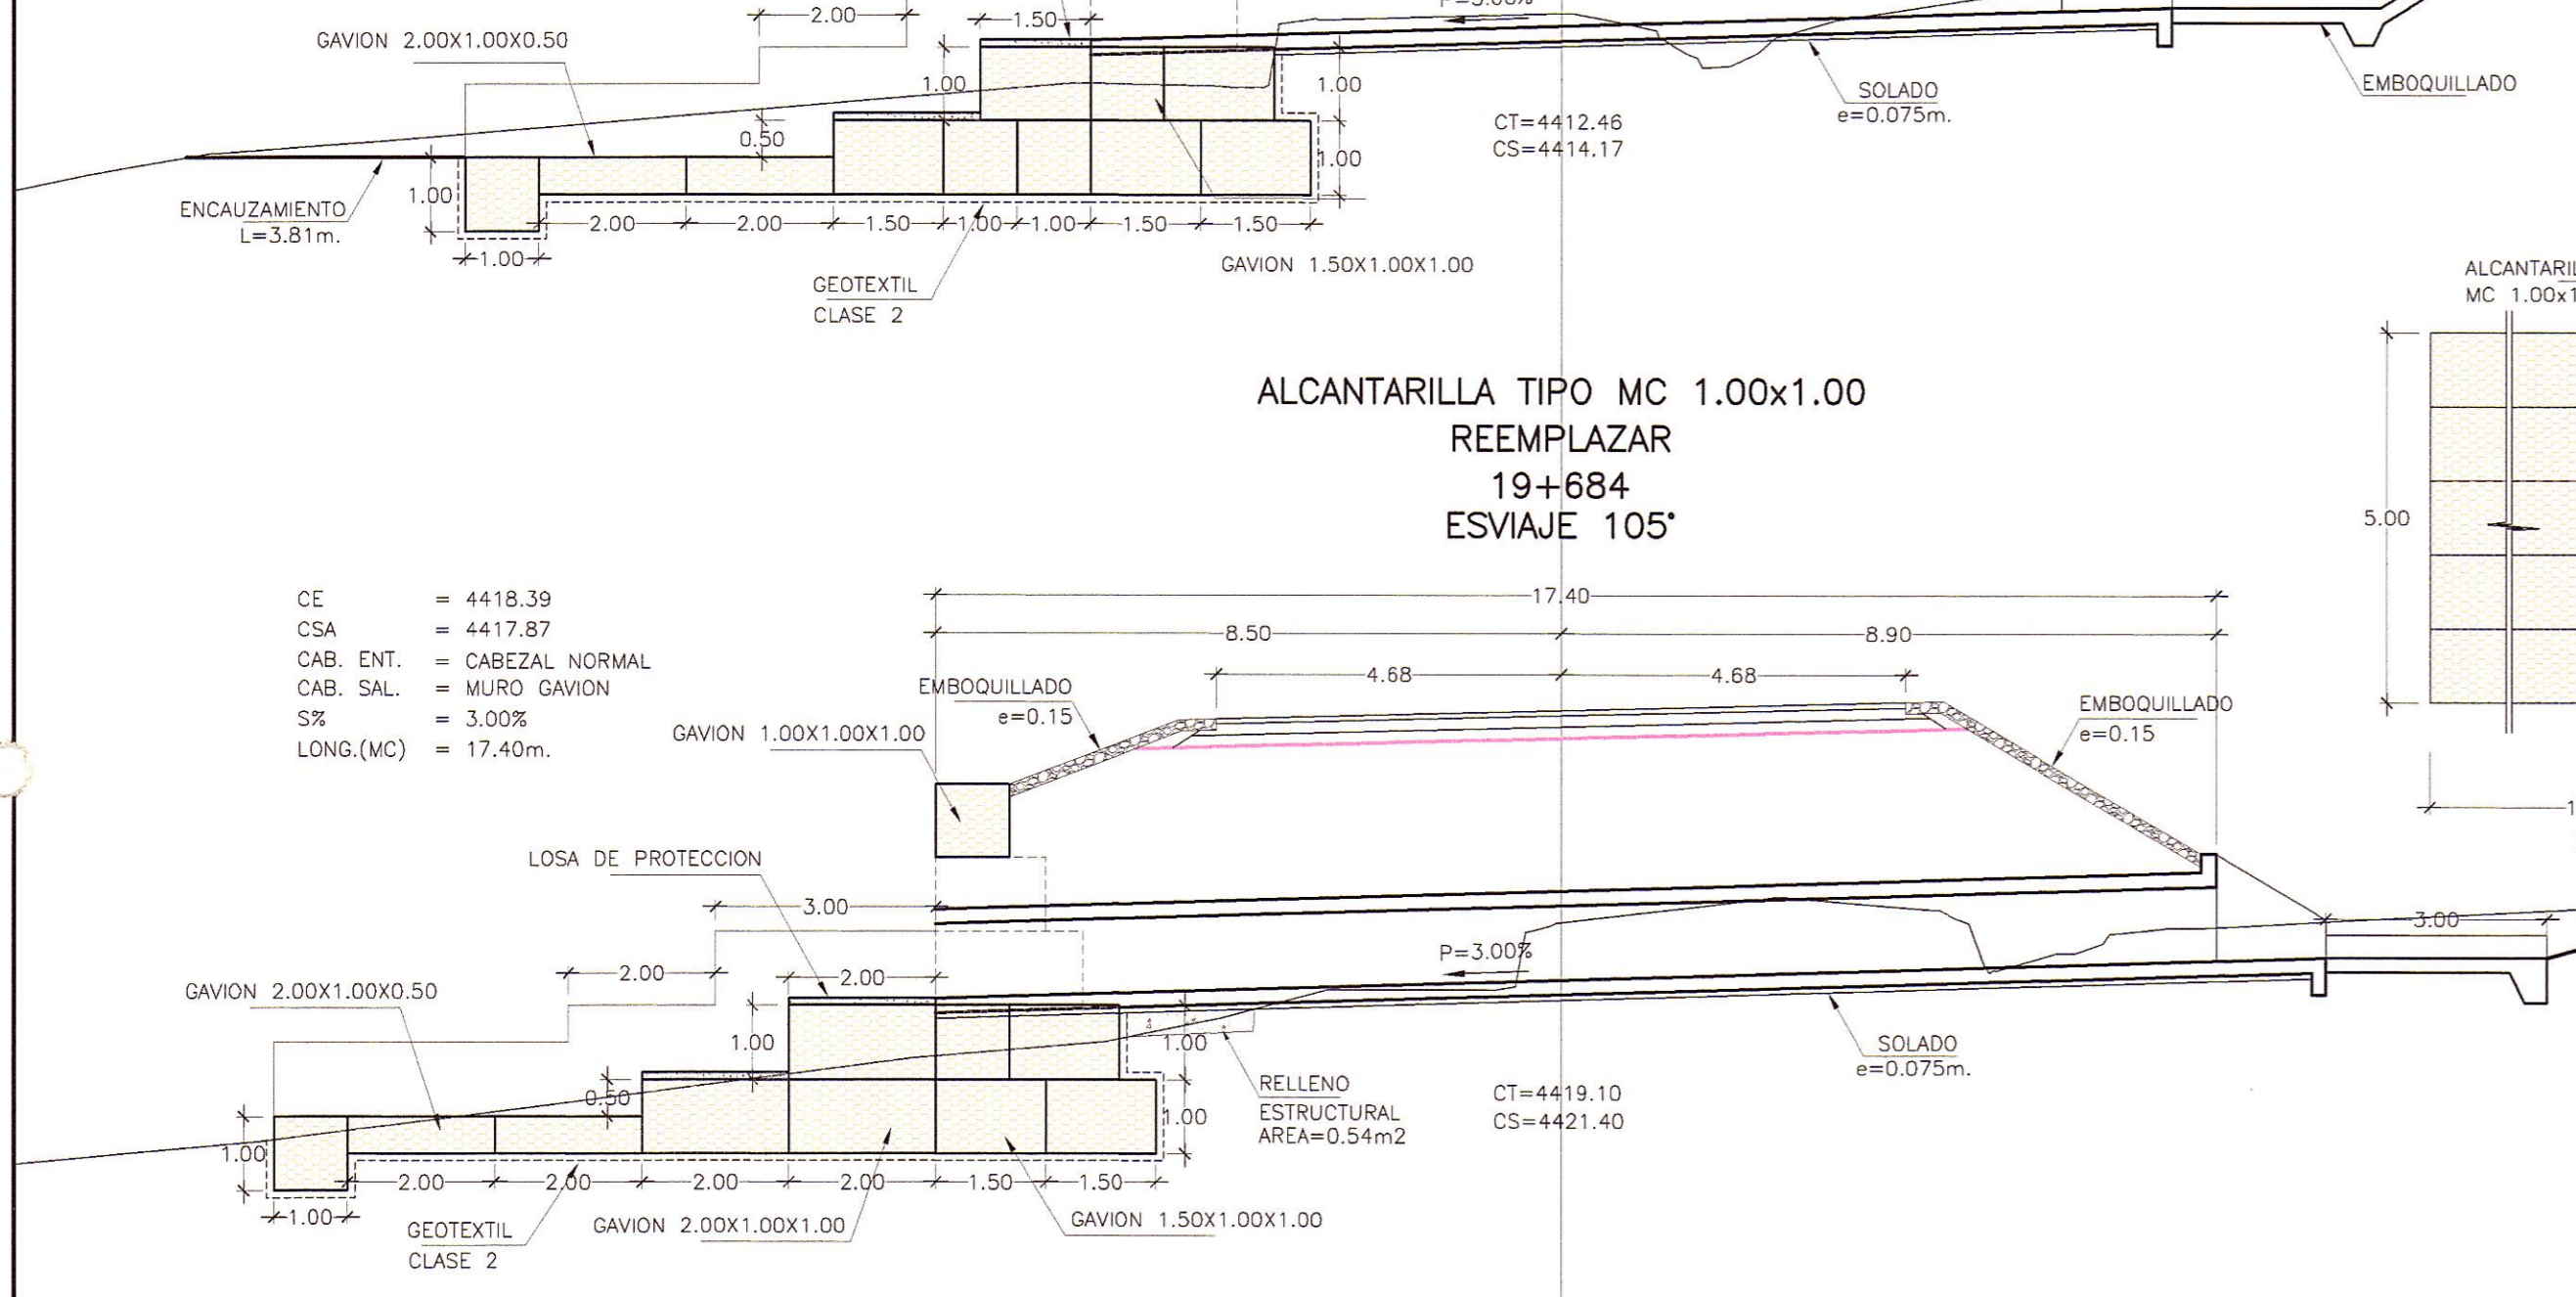 2.00
1.50
GAVION 2.00X1.00X0.50
1.00
1.00
SOLADO
e=0.075m.
EMBOQUILLADO
0.50
CT=4412.46
CS=4414.17
1.00
1.00
ENCAUZAMIENTO
L=3.81m.
2.00
2.00
1.50
1.00
1.00
1.50
1.50
1.00
GAVION 1.50X1.00X1.00
GEOTEXTIL
CLASE 2
MC 1.00x1
ALCANTARILLA TIPO MC 1.00x1.00
REEMPLAZAR
19+684
ESVIAJE 105°
5.00
CE = 4418.39
CSA = 4417.87
CAB. ENT. = CABEZAL NORMAL
CAB. SAL. = MURO GAVION
S% = 3.00%
LONG.(MC) = 17.40m.
17.40
8.50
8.90
4.68
4.68
EMBOQUILLADO
e=0.15
EMBOQUILLADO
e=0.15
GAVION 1.00X1.00X1.00
LOSA DE PROTECCION
3.00
3.00
P=3.00%
2.00
2.00
GAVION 2.00X1.00X0.50
1.00
1.00
SOLADO
e=0.075m.
0.50
RELLENO
ESTRUCTURAL
AREA=0.54m2
CT=4419.10
CS=4421.40
1.00
1.00
2.00
2.00
2.00
2.00
1.50
1.50
1.00
GEOTEXTIL
CLASE 2
GAVION 2.00X1.00X1.00
GAVION 1.50X1.00X1.00